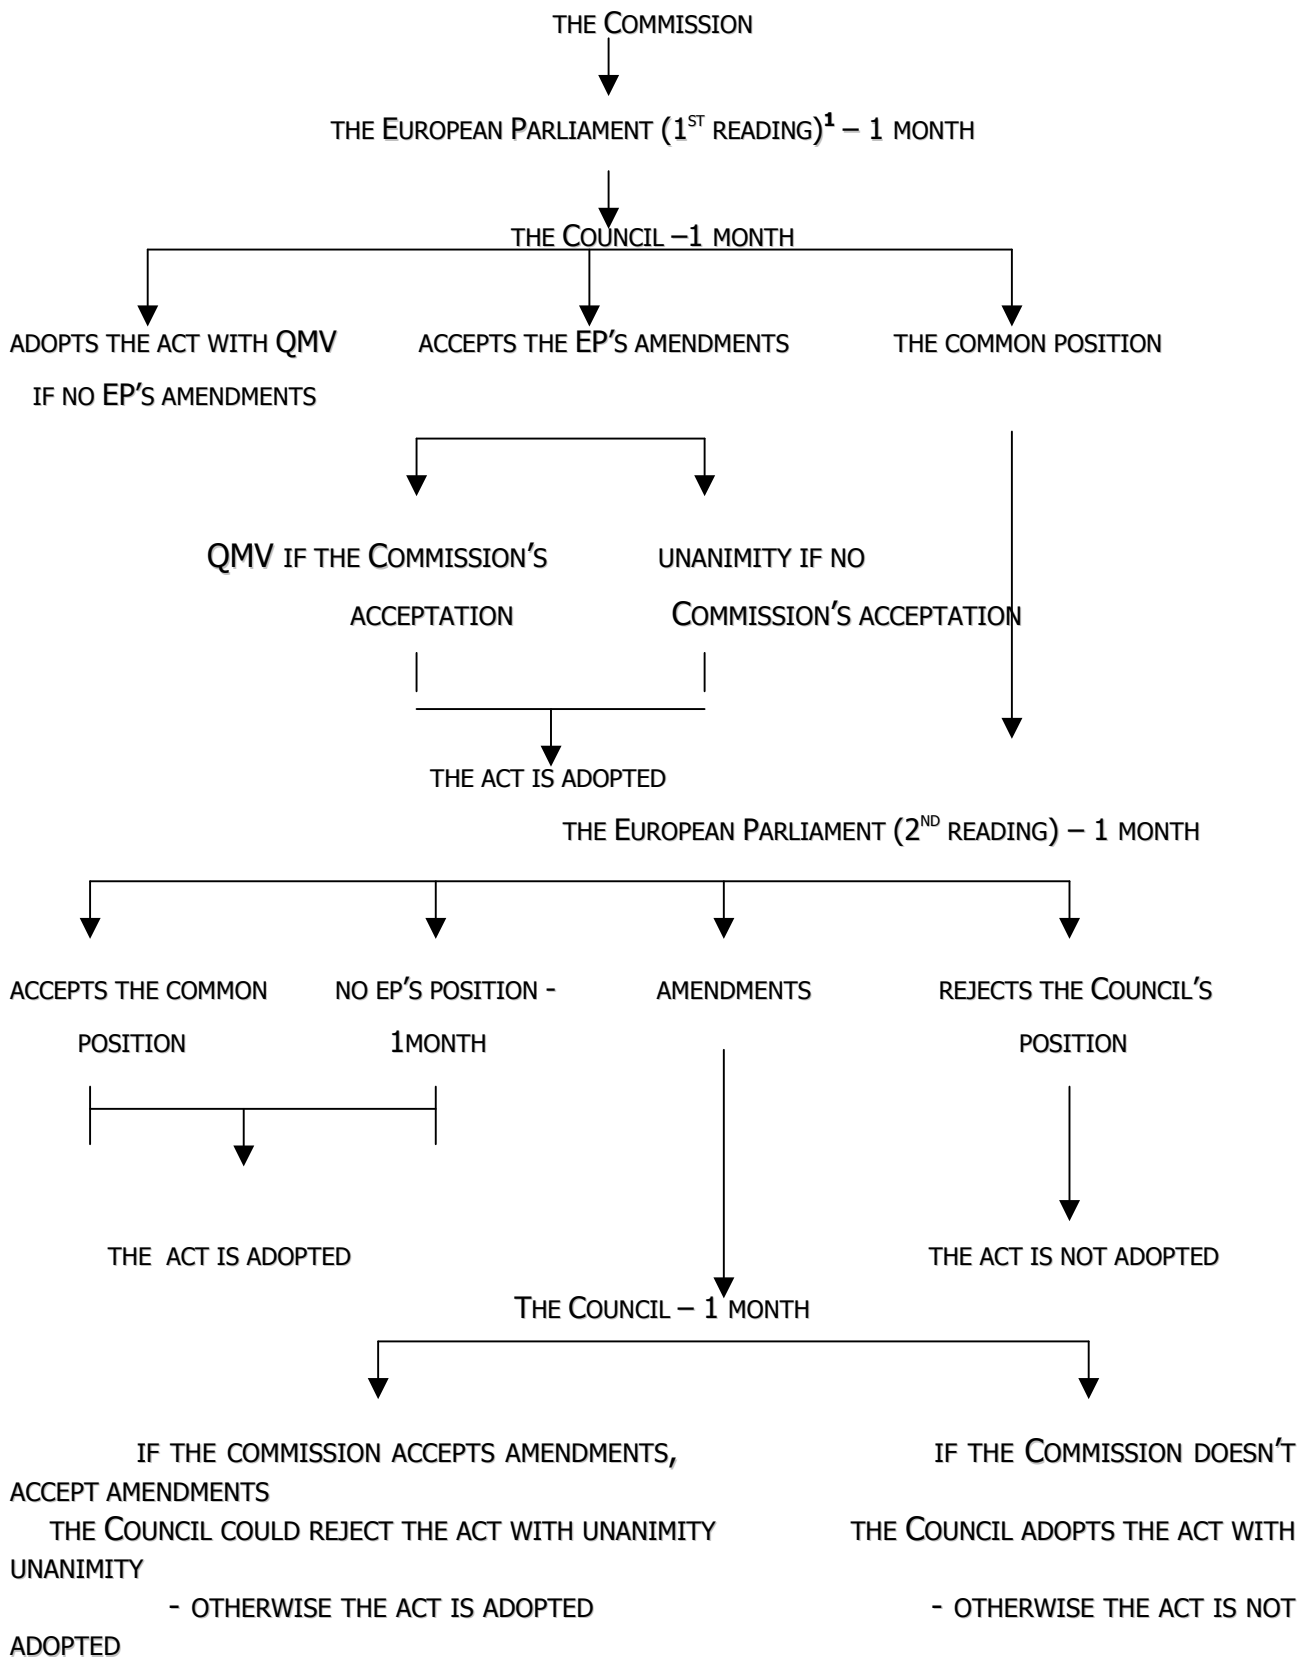 THE COMMISSION
THE EUROPEAN PARLIAMENT (1ST READING)1 – 1 MONTH
THE COUNCIL –1 MONTH
ADOPTS THE ACT WITH QMV ACCEPTS THE EP'S AMENDMENTS THE COMMON POSITION
IF NO EP'S AMENDMENTS
QMV IF THE COMMISSION'S UNANIMITY IF NO
ACCEPTATION COMMISSION'S ACCEPTATION
THE ACT IS ADOPTED
THE EUROPEAN PARLIAMENT (2ND READING) – 1 MONTH
ACCEPTS THE COMMON NO EP'S POSITION - AMENDMENTS REJECTS THE COUNCIL'S
POSITION 1MONTH POSITION
THE ACT IS ADOPTED THE ACT IS NOT ADOPTED
THE COUNCIL – 1 MONTH
IF THE COMMISSION ACCEPTS AMENDMENTS, IF THE COMMISSION DOESN'T
ACCEPT AMENDMENTS
THE COUNCIL COULD REJECT THE ACT WITH UNANIMITY THE COUNCIL ADOPTS THE ACT WITH
UNANIMITY
- OTHERWISE THE ACT IS ADOPTED - OTHERWISE THE ACT IS NOT
ADOPTED